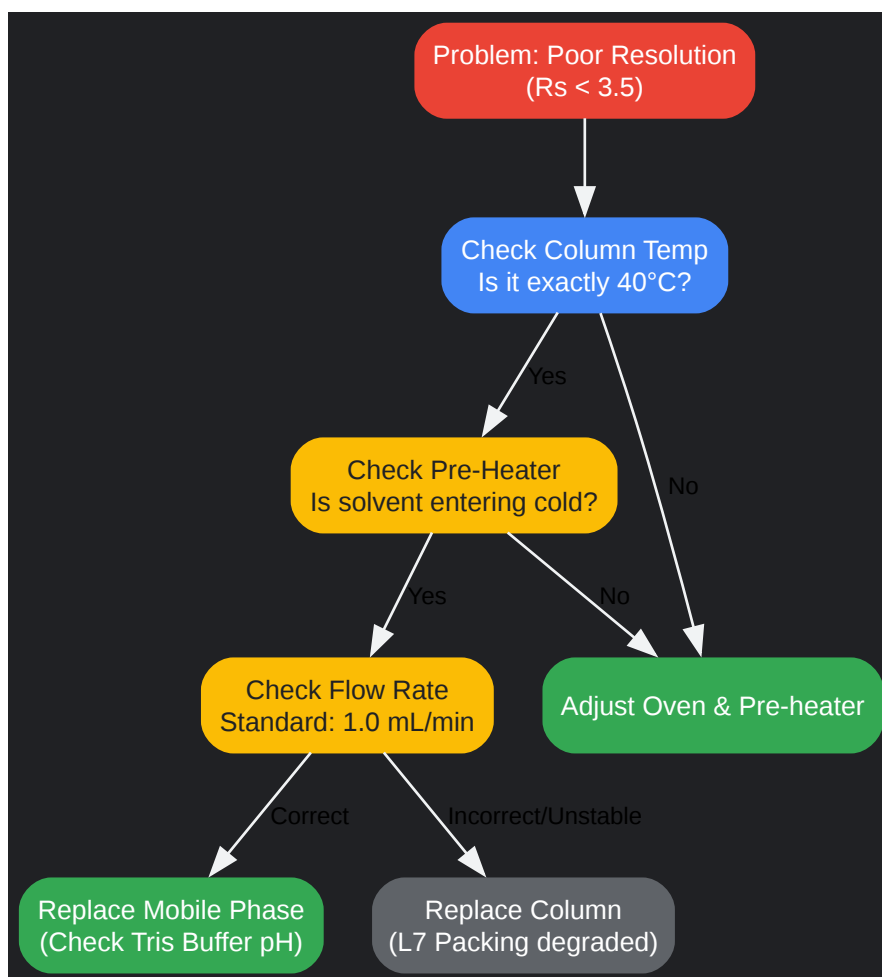 Problem: Poor Resolution
(Rs < 3.5)
Check Column Temp
Is it exactly 40°C?
Yes
No
Check Pre-Heater
Is solvent entering cold?
Yes
No
Check Flow Rate
Standard: 1.0 mL/min
Adjust Oven & Pre-heater
Correct
Incorrect/Unstable
Replace Mobile Phase
(Check Tris Buffer pH)
Replace Column
(L7 Packing degraded)